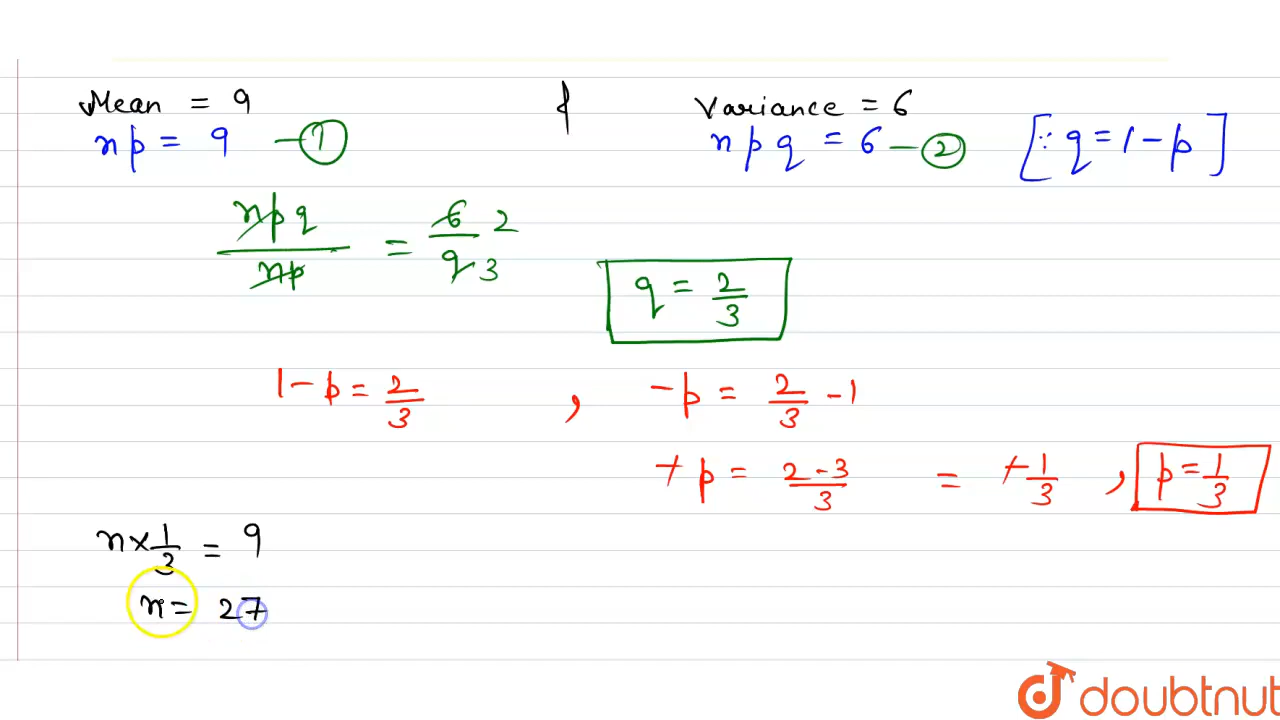 Mean = 9 & Variance = 6
np = 9 — ① npq = 6 — ② [∵ q = 1 - p]
npq/np = 6/9 2/3
q = 2/3
1 - p = 2/3 , - p = 2/3 - 1
+ p = 2-3/3 = + 1/3 , p = 1/3
n × 1/3 = 9
n = 27
doubtnut